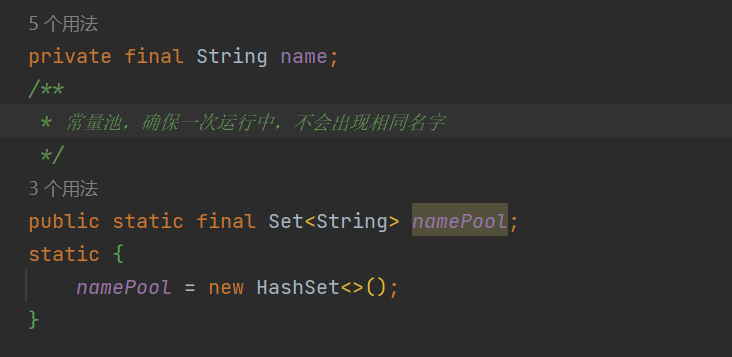 5 个用法
private final String name;
/**
 * 常量池，确保一次运行中，不会出现相同名字
 */
3 个用法
public static final Set<String> namePool;
static {
    namePool = new HashSet<>();
}